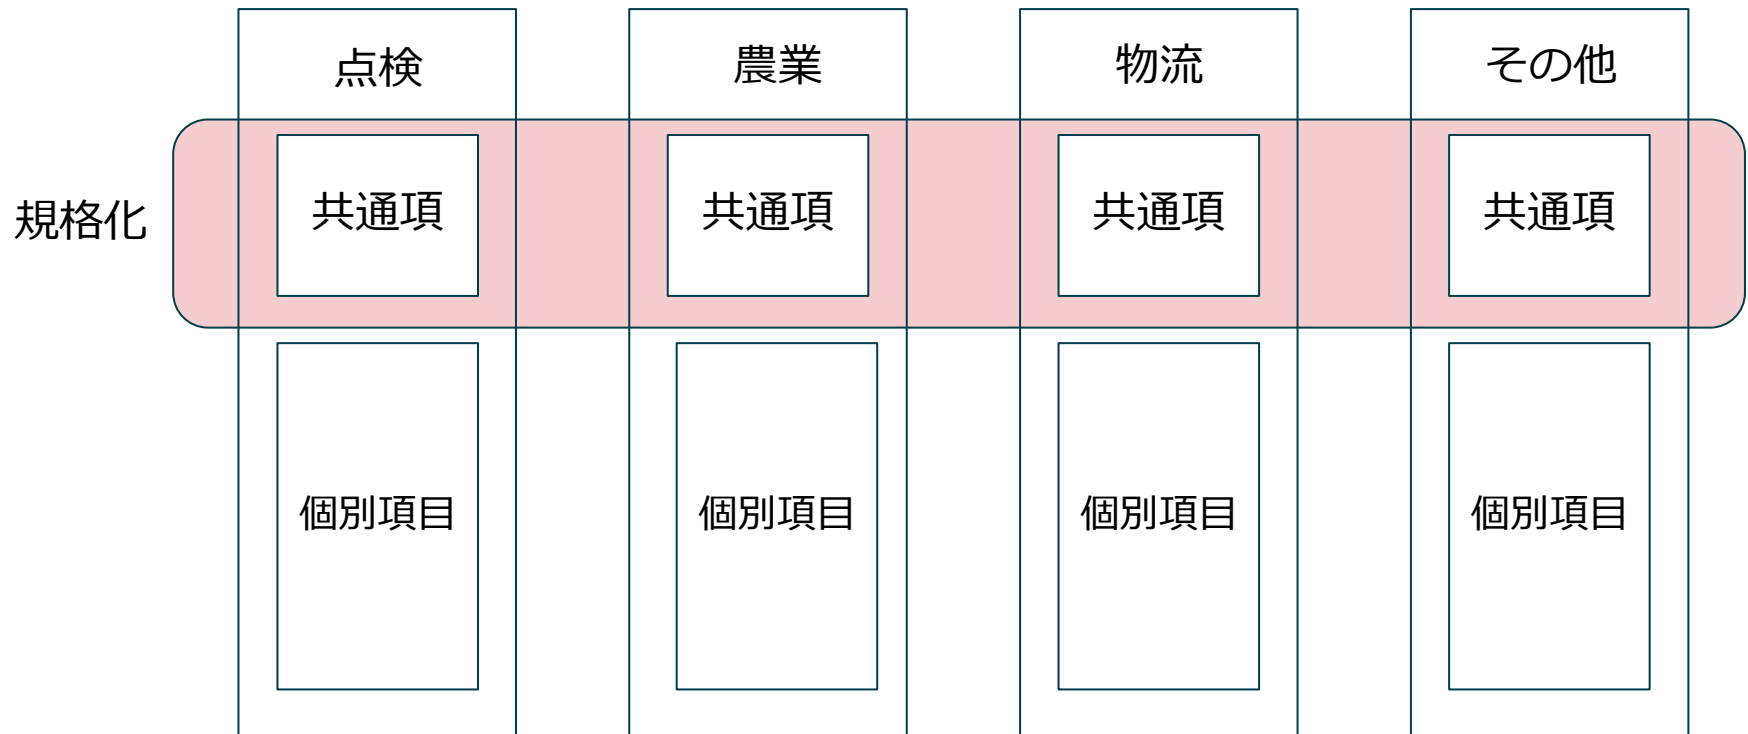 点検
農業
物流
その他
規格化
共通項
共通項
共通項
共通項
個別項目
個別項目
個別項目
個別項目